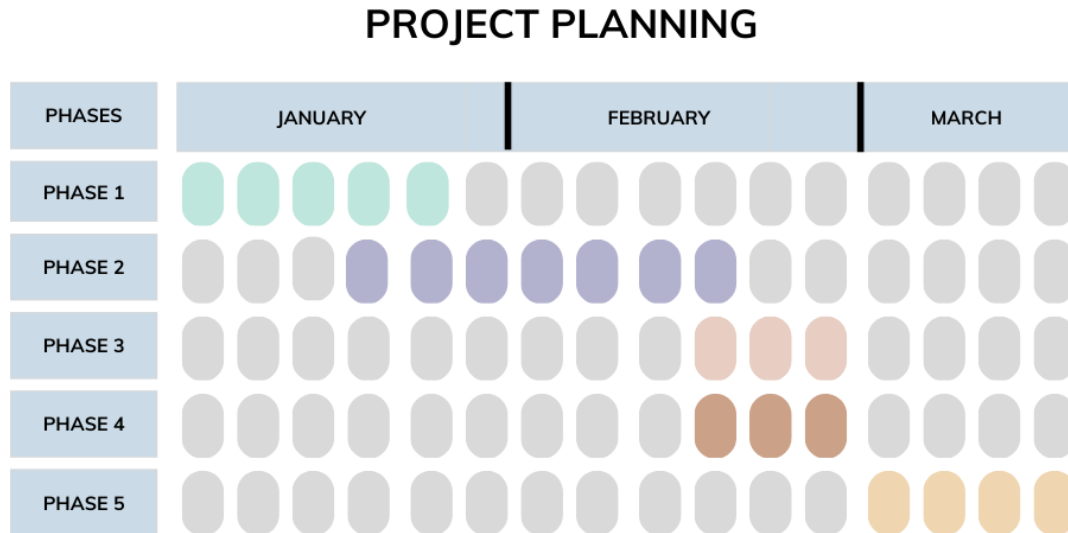 PROJECT PLANNING
PHASES
JANUARY
FEBRUARY
MARCH
PHASE 1
PHASE 2
PHASE 3
PHASE 4
PHASE 5